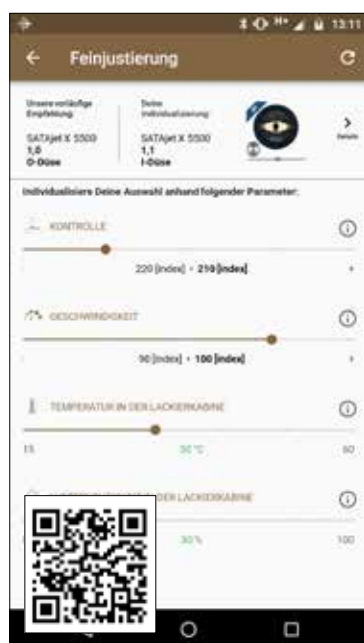 13:11
Feinjustierung
Unsere vorläufige
Empfehlung
SATAjet X 5500
1,0
O-Düse
Deine
Individualisierung
SATAjet X 5500
1,1
I-Düse
Details
Individualisiere Deine Auswahl anhand folgender Parameter:
KONTROLLE
220 [index] • 210 [index]
GESCHWINDIGKEIT
90 [index] • 100 [index]
TEMPERATUR IN DER LACKIERKABINE
15
30 °C
60
DER LACKIERKABINE
30 %
100